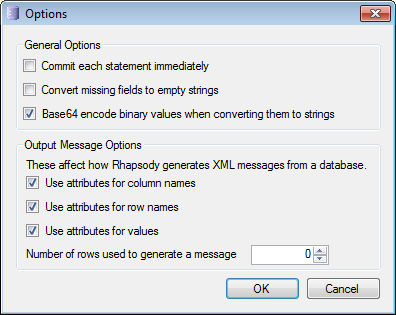 Options
General Options
Commit each statement immediately
Convert missing fields to empty strings
Base64 encode binary values when converting them to strings
Output Message Options
These affect how Rhapsody generates XML messages from a database.
Use attributes for column names
Use attributes for row names
Use attributes for values
Number of rows used to generate a message 0
OK Cancel